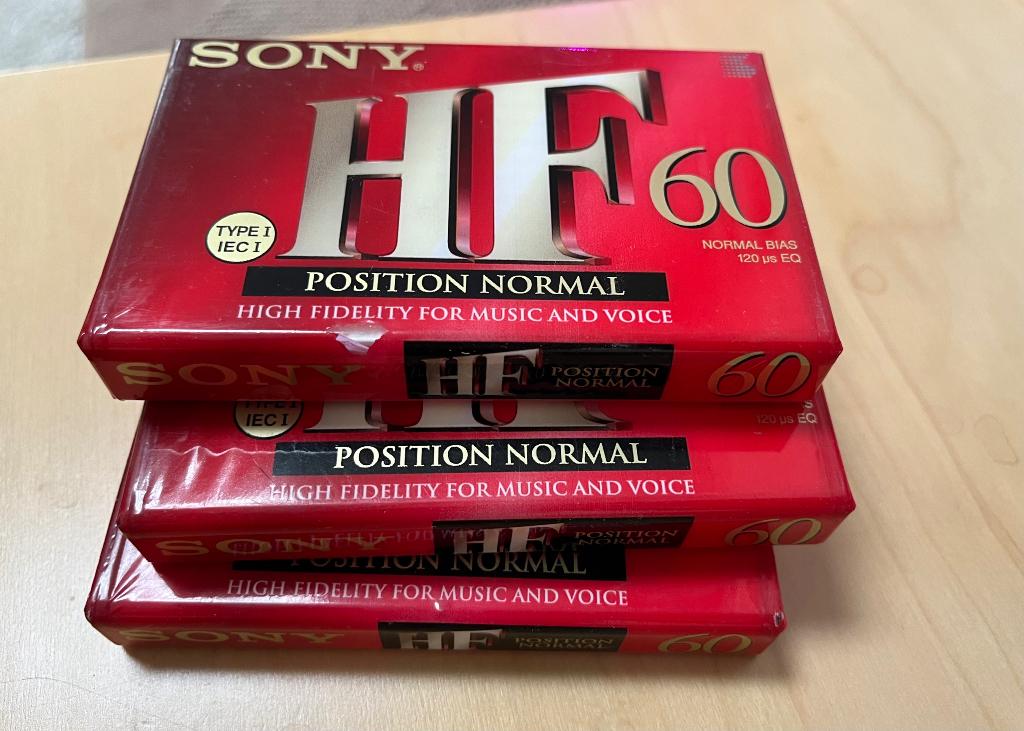 SONY®
HF
60
TYPE I
IEC I
NORMAL BIAS
120 µs EQ
POSITION NORMAL
HIGH FIDELITY FOR MUSIC AND VOICE
SONY
HF
POSITION
NORMAL
60
TYPE I
IEC I
120 µs EQ
POSITION NORMAL
HIGH FIDELITY FOR MUSIC AND VOICE
SONY
HF
POSITION
NORMAL
60
POSITION NORMAL
HIGH FIDELITY FOR MUSIC AND VOICE
SONY
HF
POSITION
NORMAL
60